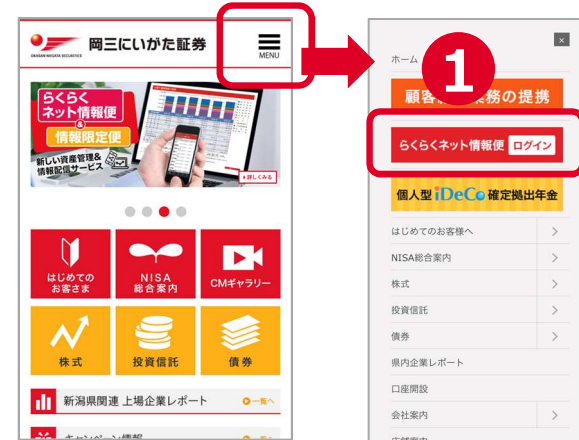 岡三にいがた証券
OKASAN NIIGATA SECURITIES
MENU
らくらく
ネット情報便
&
情報限定便
新しい資産管理&
情報配信サービス
詳しくみる
はじめての
お客さま
NISA
総合案内
CMギャラリー
株式
投資信託
債券
新潟県関連 上場企業レポート
一覧へ
キャンペーン情報
一覧へ
×
ホーム
1
顧客
業務の提携
らくらくネット情報便 ログイン
個人型 iDeCo 確定拠出年金
はじめてのお客様へ
NISA総合案内
株式
投資信託
債券
県内企業レポート
口座開設
会社案内
店舗案内